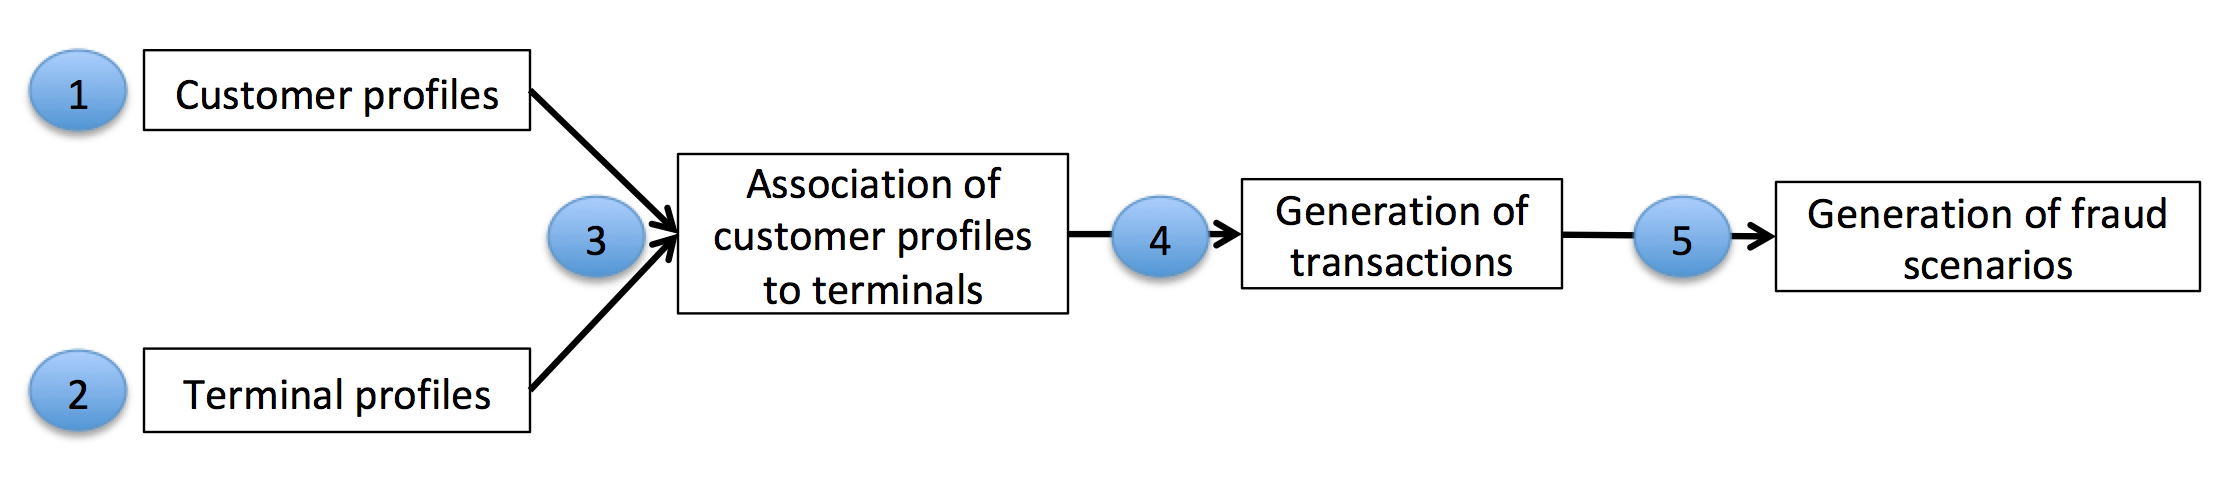 1
Customer profiles
2
Terminal profiles
3
Association of
customer profiles
to terminals
4
Generation of
transactions
5
Generation of fraud
scenarios